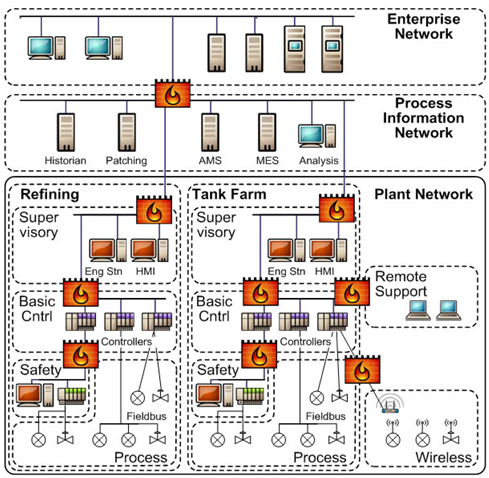 Enterprise
Network
Process
Information
Network
Historian
Patching
AMS
MES
Analysis
Refining
Tank Farm
Plant Network
Super
visory
Eng Stn
HMI
Super
visory
Eng Stn
HMI
Remote
Support
Basic
Cntrl
Controllers
Basic
Cntrl
Controllers
Safety
Fieldbus
Safety
Fieldbus
Process
Process
Wireless